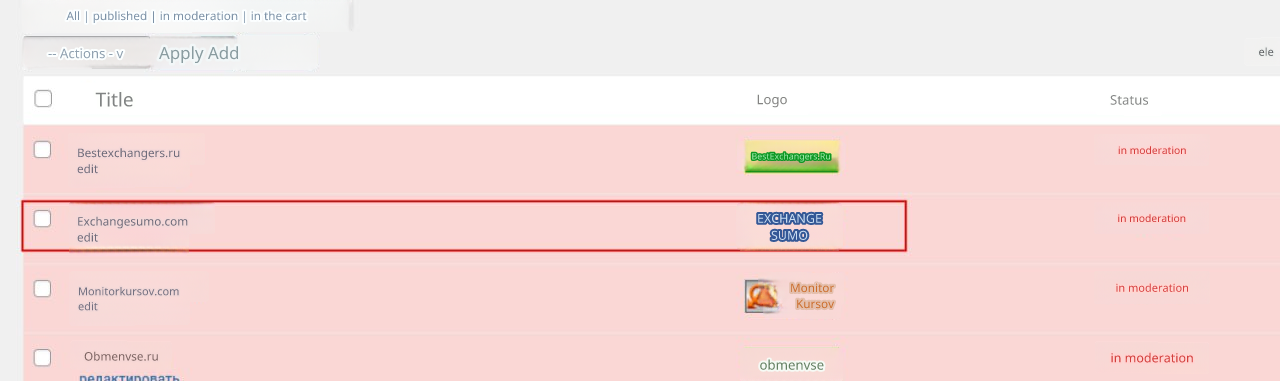 All | published | in moderation | in the cart
-- Actions - v Apply Add
ele
Title Logo Status
Bestexchangers.ru
edit
BestExchangers.Ru
in moderation
Exchangesumo.com
edit
EXCHANGE
SUMO
in moderation
Monitorkursov.com
edit
Monitor
Kursov
in moderation
Obmenvse.ru
редактировать
obmenvse
in moderation